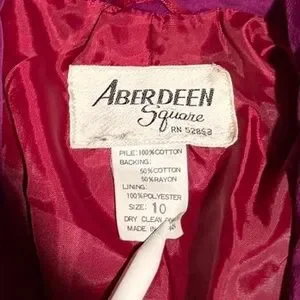 ABERDEEN
Square
RN 52853
PILE: 100% COTTON
BACKING:
50% COTTON
50% RAYON
LINING:
100% POLYESTER
SIZE: 10
DRY CLEAN
MADE IN